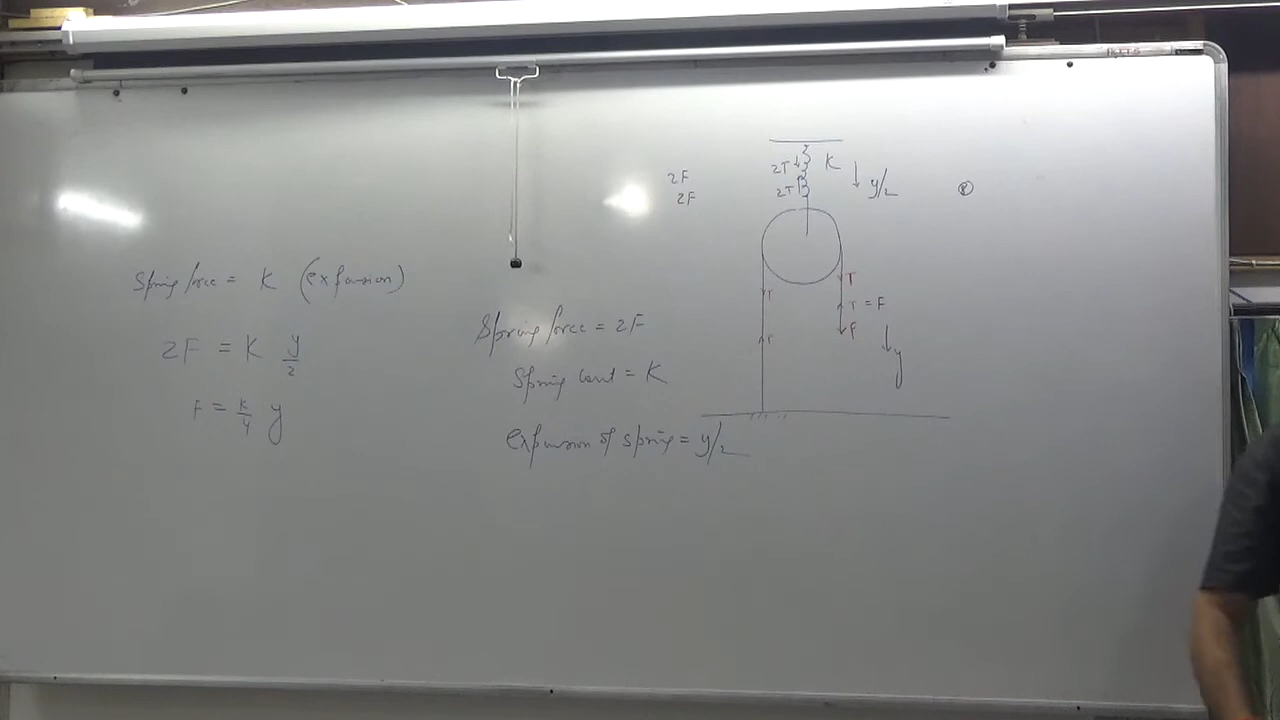 Spring force = K (expansion)
2F = K y/2
F = K/4 y
Spring force = 2F
Spring const = K
expansion of spring = y/2
2F
2F
2T
2T
K
y/2
T
T
T = F
T
F
y